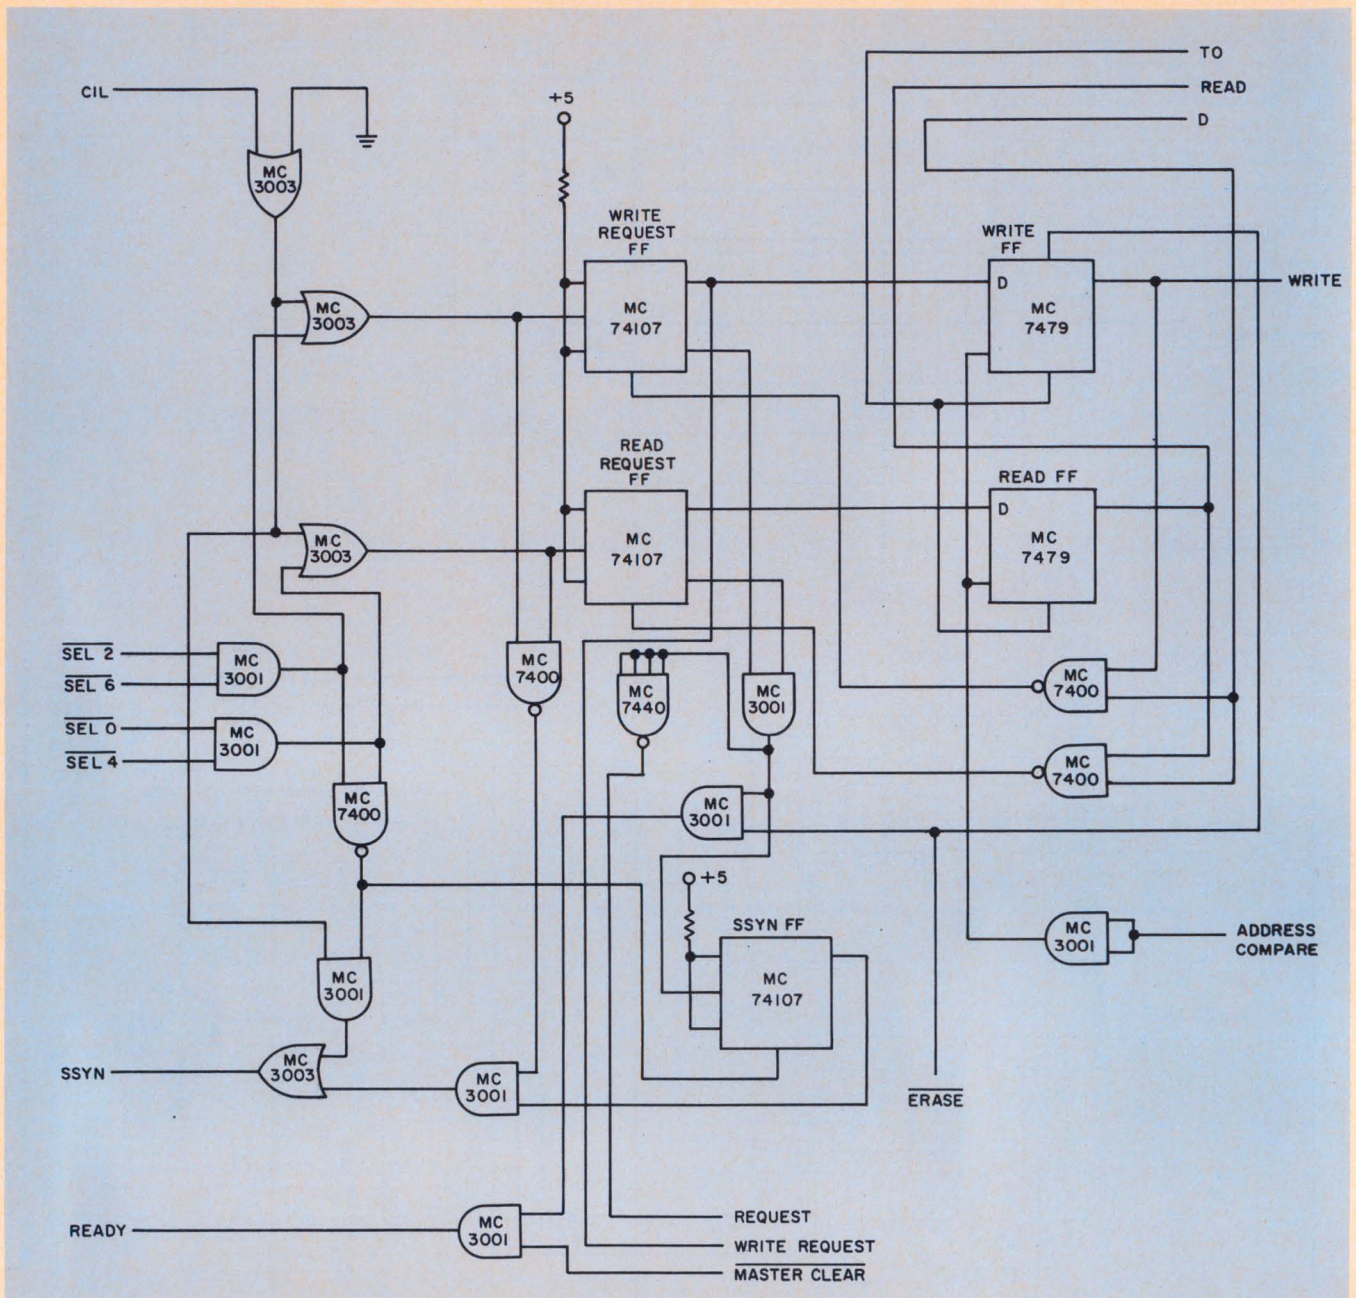 TO
CIL
READ
+5
D
MC
3003
WRITE
REQUEST
FF
WRITE
FF
D
WRITE
MC
3003
MC
74107
MC
7479
READ
REQUEST
FF
READ FF
D
MC
3003
MC
74107
MC
7479
SEL 2
MC
3001
SEL 6
MC
7400
MC
7440
MC
3001
MC
7400
SEL 0
MC
3001
SEL 4
MC
7400
MC
7400
MC
3001
+5
SSYN FF
MC
3001
ADDRESS
COMPARE
MC
3001
MC
74107
SSYN
MC
3003
MC
3001
ERASE
READY
MC
3001
REQUEST
WRITE REQUEST
MASTER CLEAR